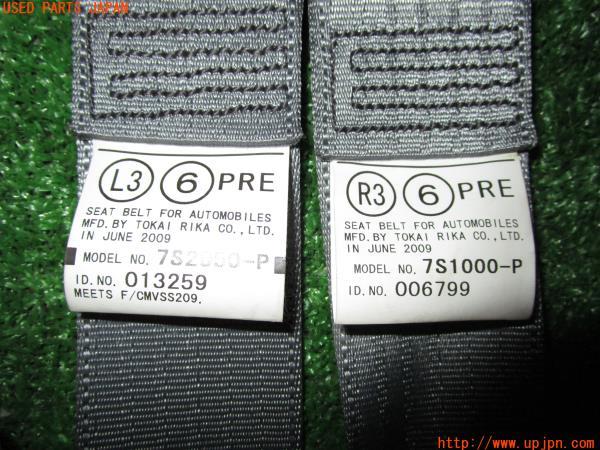 USED PARTS JAPAN
L3 6 PRE
SEAT BELT FOR AUTOMOBILES
MFD. BY TOKAI RIKA CO., LTD.
IN JUNE 2009
MODEL NO.
ID. NO. 013259
MEETS F/CMVSS209.
R3 6 PRE
SEAT BELT FOR AUTOMOBILES
MFD. BY TOKAI RIKA CO., LTD.
IN JUNE 2009
MODEL NO. 7S1000-P
ID. NO. 006799
http://www.upjpn.com/